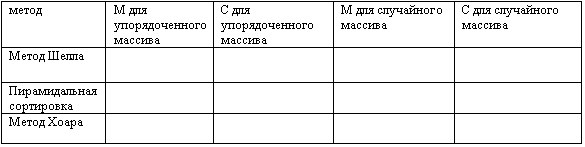 метод
М для упорядоченного массива
С для упорядоченного массива
М для случайного массива
С для случайного массива
Метод Шелла
Пирамидальная сортировка
Метод Хоара